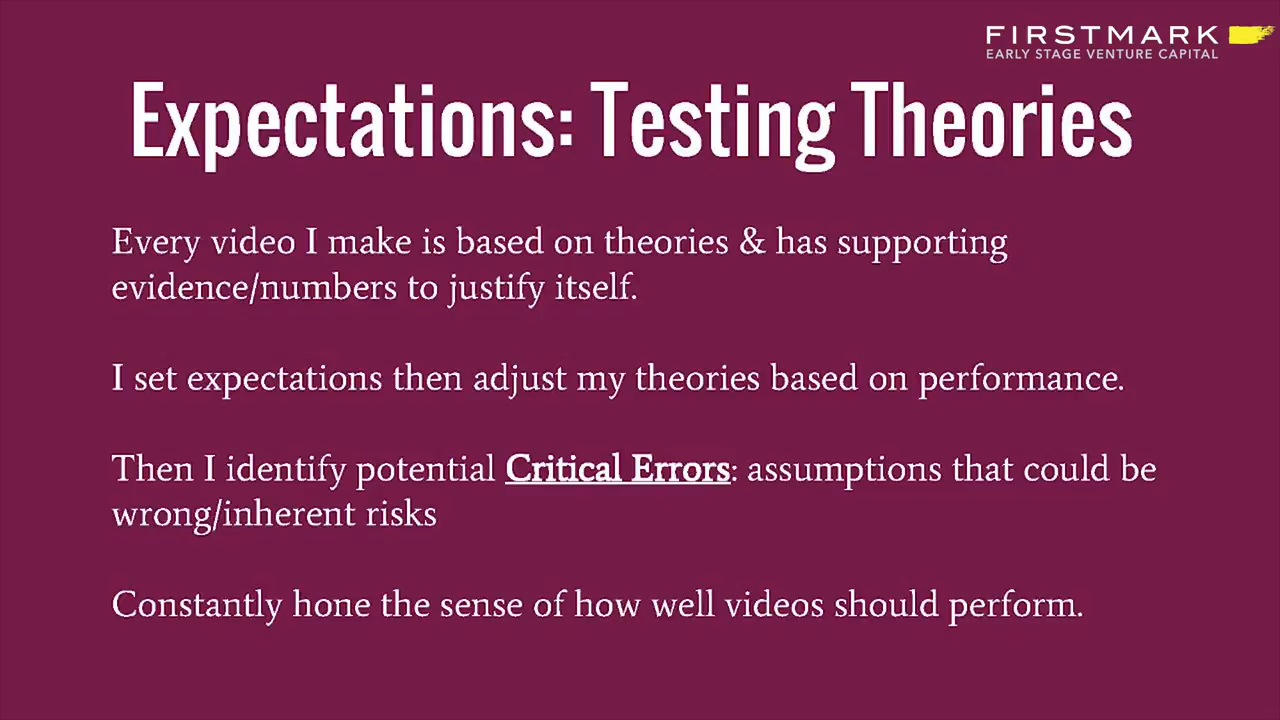 FIRSTMARK
EARLY STAGE VENTURE CAPITAL
Expectations: Testing Theories
Every video I make is based on theories & has supporting
evidence/numbers to justify itself.
I set expectations then adjust my theories based on performance.
Then I identify potential Critical Errors: assumptions that could be
wrong/inherent risks
Constantly hone the sense of how well videos should perform.